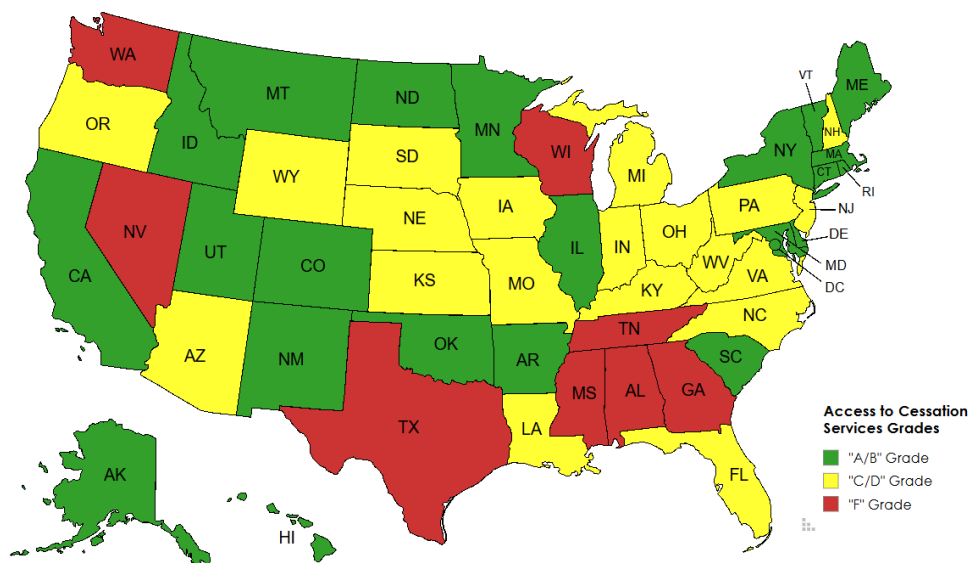 WA
MT
ND
MN
OR
ID
WY
SD
WI
MI
VT
ME
NH
NY
MA
CT
RI
NV
UT
CA
CO
NE
IA
KS
MO
IL
IN
OH
PA
NJ
DE
MD
DC
WV
VA
KY
NC
TN
AZ
NM
OK
AR
SC
TX
LA
MS
AL
GA
FL
AK
HI
Access to Cessation
Services Grades
"A/B" Grade
"C/D" Grade
"F" Grade